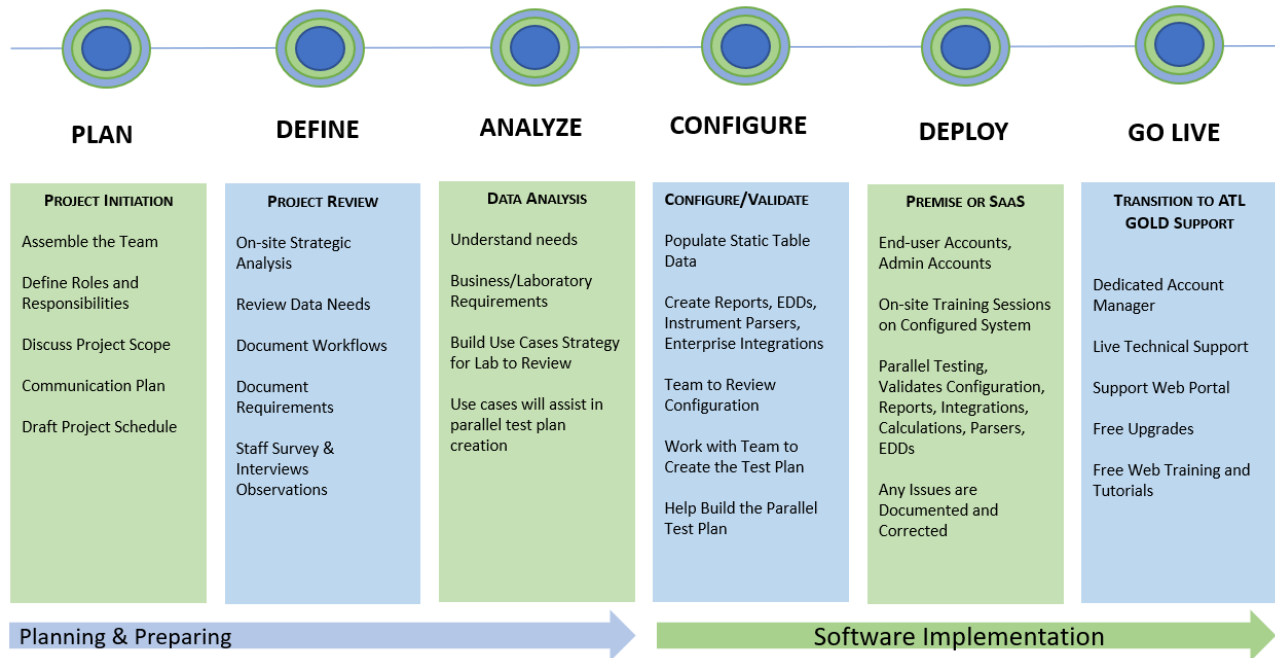 PLAN
DEFINE
ANALYZE
CONFIGURE
DEPLOY
GO LIVE
PROJECT INITIATION
Assemble the Team
Define Roles and
Responsibilities
Discuss Project Scope
Communication Plan
Draft Project Schedule
PROJECT REVIEW
On-site Strategic
Analysis
Review Data Needs
Document Workflows
Document
Requirements
Staff Survey &
Interviews
Observations
DATA ANALYSIS
Understand needs
Business/Laboratory
Requirements
Build Use Cases Strategy
for Lab to Review
Use cases will assist in
parallel test plan
creation
CONFIGURE/VALIDATE
Populate Static Table
Data
Create Reports, EDDs,
Instrument Parsers,
Enterprise Integrations
Team to Review
Configuration
Work with Team to
Create the Test Plan
Help Build the Parallel
Test Plan
PREMISE OR SAAS
End-user Accounts,
Admin Accounts
On-site Training Sessions
on Configured System
Parallel Testing,
Validates Configuration,
Reports, Integrations,
Calculations, Parsers,
EDDs
Any Issues are
Documented and
Corrected
TRANSITION TO ATL
GOLD SUPPORT
Dedicated Account
Manager
Live Technical Support
Support Web Portal
Free Upgrades
Free Web Training and
Tutorials
Planning & Preparing
Software Implementation